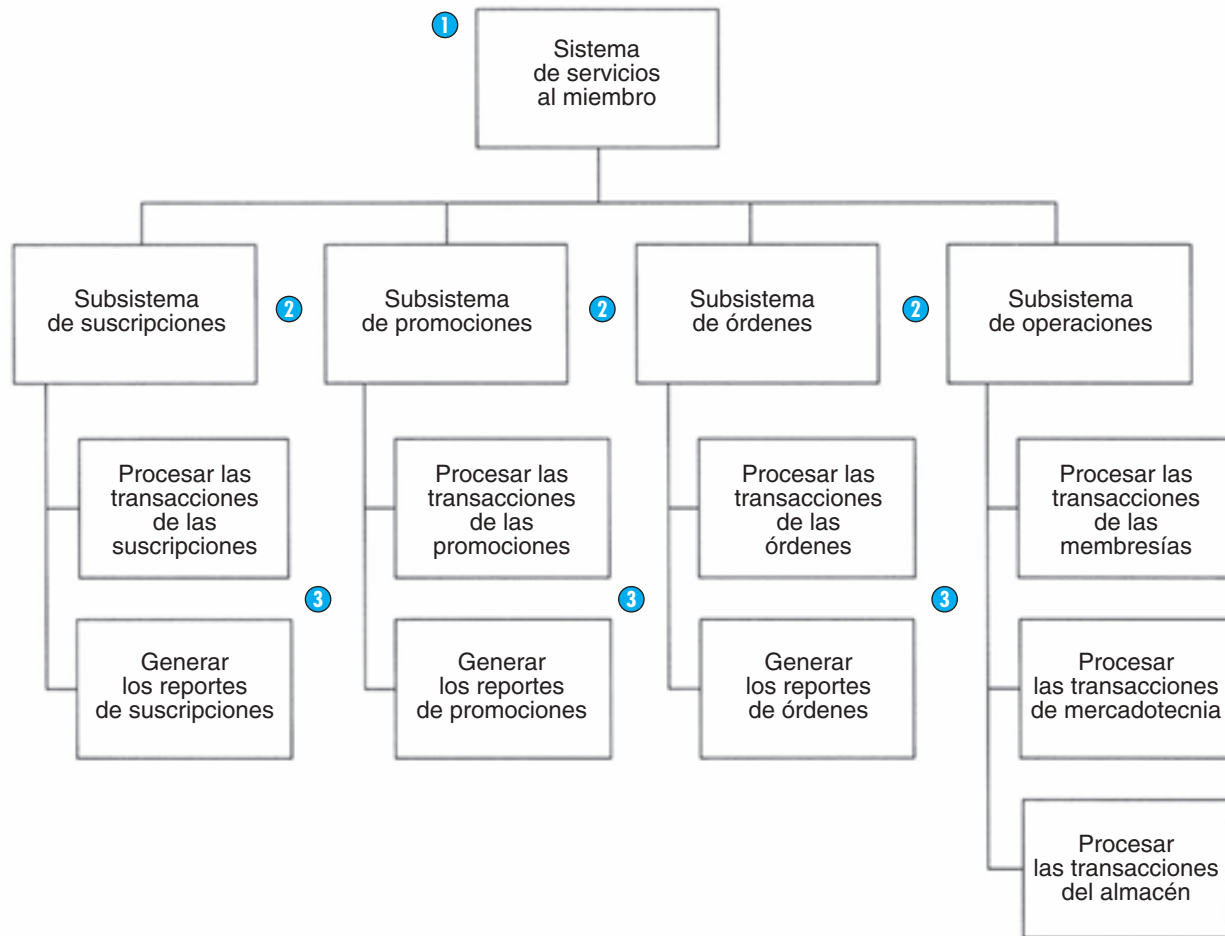 1
Sistema
de servicios
al miembro
Subsistema
de suscripciones
2
Subsistema
de promociones
2
Subsistema
de órdenes
2
Subsistema
de operaciones
Procesar las
transacciones
de las
suscripciones
Procesar las
transacciones
de las
promociones
Procesar las
transacciones
de las
órdenes
Procesar las
transacciones
de las
membresías
3
3
3
Generar
los reportes
de suscripciones
Generar
los reportes
de promociones
Generar
los reportes
de órdenes
Procesar
las transacciones
de mercadotecnia
Procesar
las transacciones
del almacén